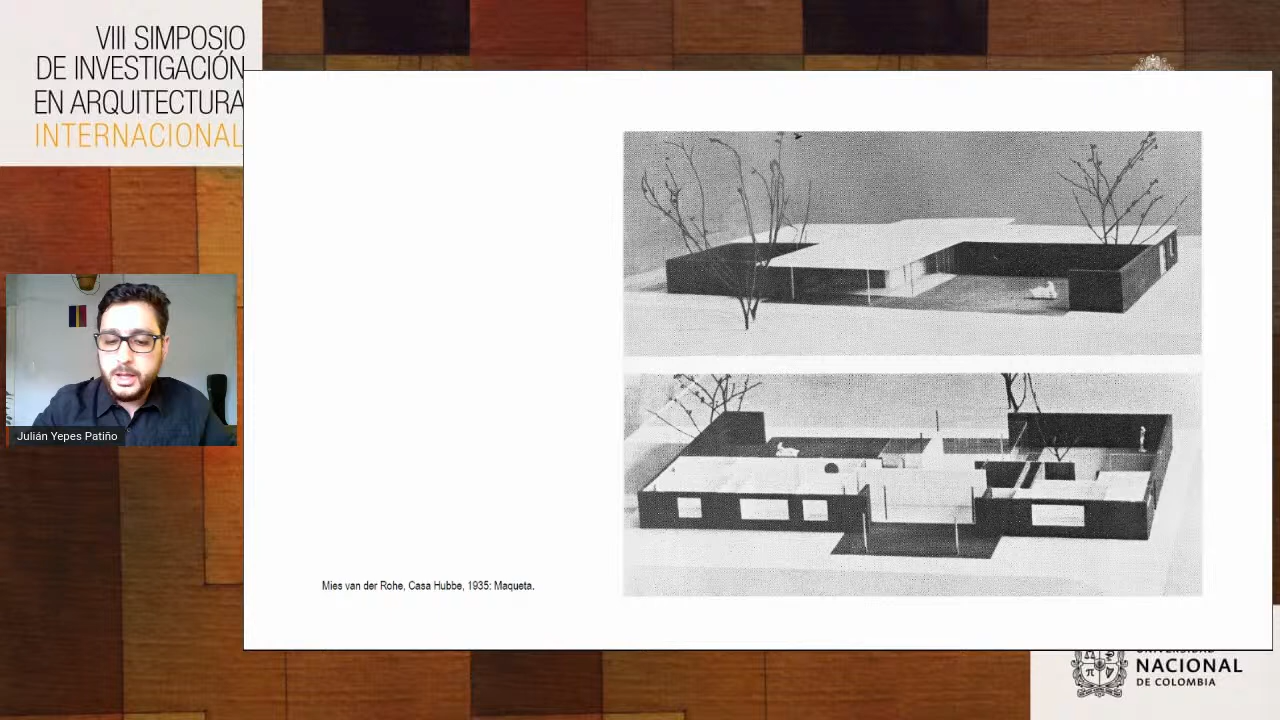 VIII SIMPOSIO
DE INVESTIGACIÓN
EN ARQUITECTURA
INTERNACIONAL
Julián Yepes Patiño
Mies van der Rohe, Casa Hubbe, 1935: Maqueta.
UNIVERSIDAD
NACIONAL
DE COLOMBIA